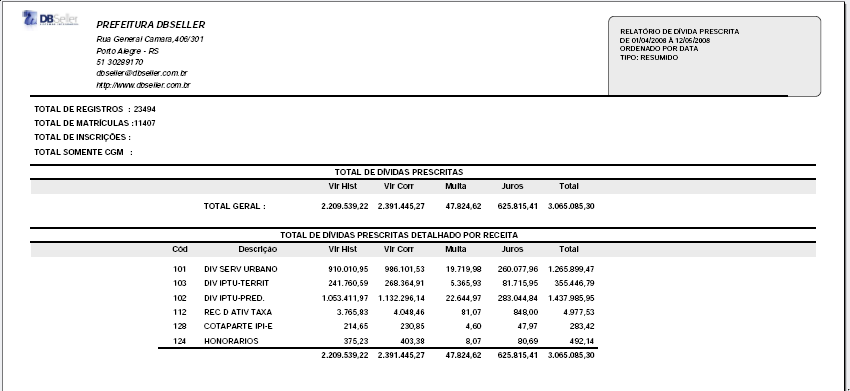 DBSeller
PREFEITURA DBSELLER
Rua General Camara,406/301
Porto Alegre - RS
51 30289170
dbseller@dbseller.com.br
http://www.dbseller.com.br
RELATÓRIO DE DÍVIDA PRESCRITA
DE 01/04/2008 À 12/05/2008
ORDENADO POR DATA
TIPO: RESUMIDO
TOTAL DE REGISTROS : 23494
TOTAL DE MATRÍCULAS :11407
TOTAL DE INSCRIÇÕES :
TOTAL SOMENTE CGM :
TOTAL DE DÍVIDAS PRESCRITAS
Vlr Hist Vlr Corr Multa Juros Total
TOTAL GERAL : 2.209.539,22 2.391.445,27 47.824,62 625.815,41 3.065.085,30
TOTAL DE DÍVIDAS PRESCRITAS DETALHADO POR RECEITA
Cód Descrição Vlr Hist Vlr Corr Multa Juros Total
101 DIV SERV URBANO 910.010,95 986.101,53 19.719,98 260.077,96 1.265.899,47
103 DIV IPTU-TERRIT 241.760,59 268.364,91 5.365,93 81.715,95 355.446,79
102 DIV IPTU-PRED. 1.053.411,97 1.132.296,14 22.644,97 283.044,84 1.437.985,95
112 REC D ATIV TAXA 3.765,83 4.048,46 81,07 848,00 4.977,53
128 COTAPARTE IPI-E 214,65 230,85 4,60 47,97 283,42
124 HONORARIOS 375,23 403,38 8,07 80,69 492,14
2.209.539,22 2.391.445,27 47.824,62 625.815,41 3.065.085,30